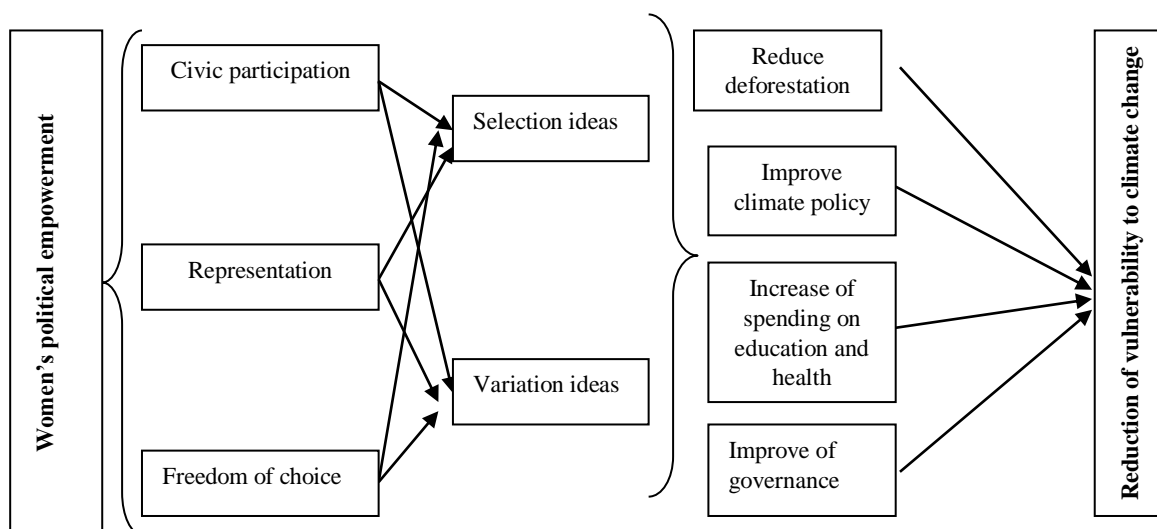 Women's political empowerment
Civic participation
Representation
Freedom of choice
Selection ideas
Variation ideas
Reduce
deforestation
Improve
climate policy
Increase of
spending on
education and
health
Improve of
governance
Reduction of vulnerability to climate change